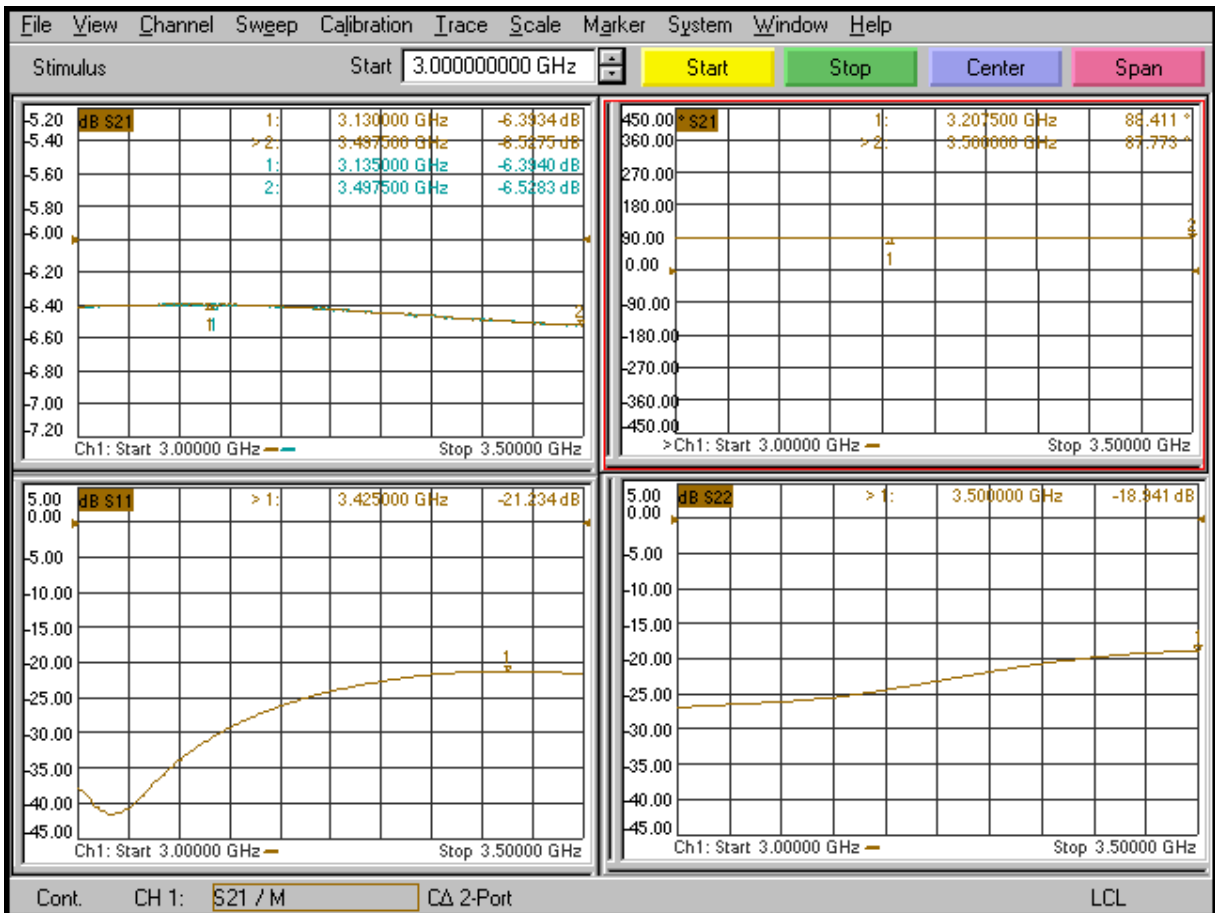 File View Channel Sweep Calibration Trace Scale Marker System Window Help
Stimulus Start 3.000000000 GHz Start Stop Center Span
dB S21
1: 3.130000 GHz -6.3934 dB
> 2: 3.497500 GHz -6.5275 dB
1: 3.135000 GHz -6.3940 dB
2: 3.497500 GHz -6.5283 dB
-5.20
-5.40
-5.60
-5.80
-6.00
-6.20
-6.40
-6.60
-6.80
-7.00
-7.20
1
1
2
Ch1: Start 3.00000 GHz Stop 3.50000 GHz
° S21
1: 3.207500 GHz 88.411 °
> 2: 3.500000 GHz 87.773 °
450.00
360.00
270.00
180.00
90.00
0.00
-90.00
-180.00
-270.00
-360.00
-450.00
1
2
>Ch1: Start 3.00000 GHz Stop 3.50000 GHz
dB S11
> 1: 3.425000 GHz -21.234 dB
5.00
0.00
-5.00
-10.00
-15.00
-20.00
-25.00
-30.00
-35.00
-40.00
-45.00
1
Ch1: Start 3.00000 GHz Stop 3.50000 GHz
dB S22
> 1: 3.500000 GHz -18.941 dB
5.00
0.00
-5.00
-10.00
-15.00
-20.00
-25.00
-30.00
-35.00
-40.00
-45.00
1
Ch1: Start 3.00000 GHz Stop 3.50000 GHz
Cont. CH 1: S21 / M CΔ 2-Port LCL